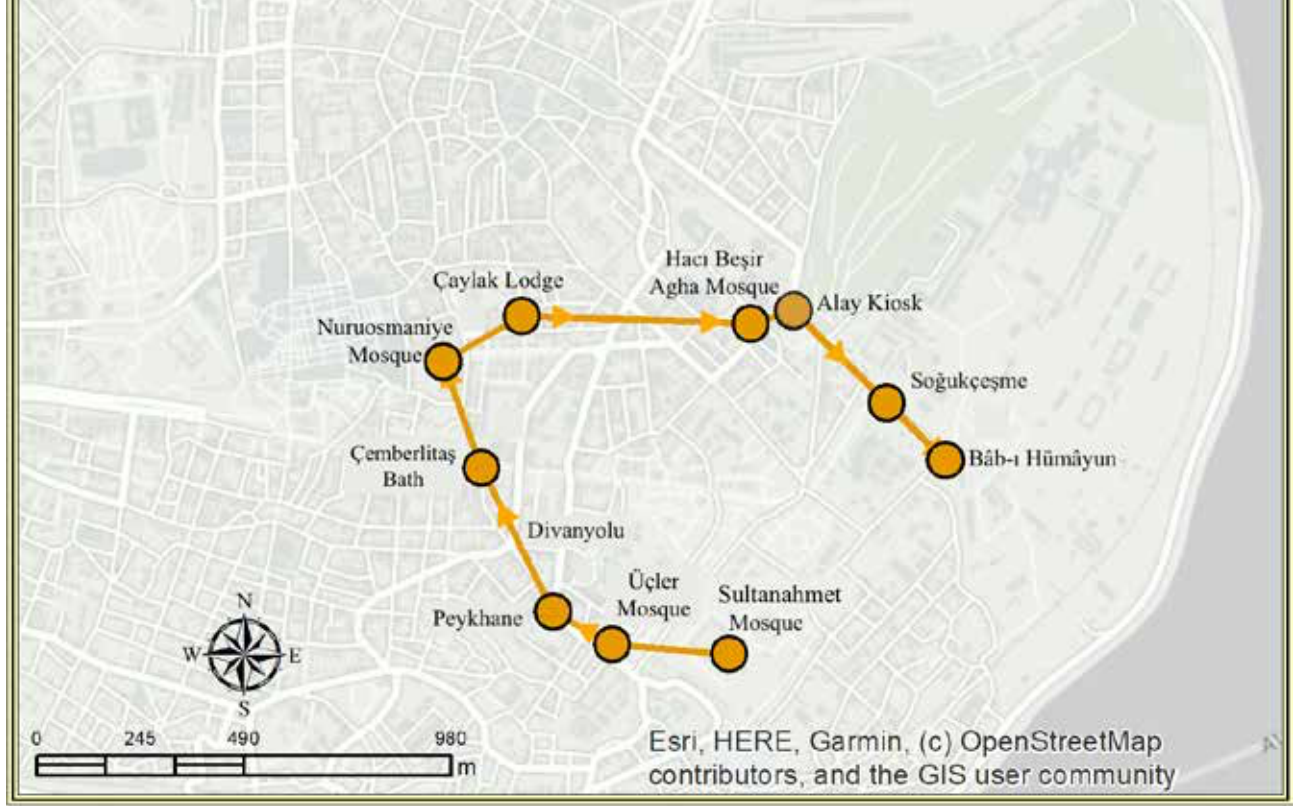 Hacı Beşir
Agha Mosque
Çaylak Lodge
Alay Kiosk
Nuruosmaniye
Mosque
Soğukçeşme
Çemberlitaş
Bath
Bâb-ı Hümâyun
Divanyolu
Üçler
Mosque
Sultanahmet
Mosque
Peykhane
N
W
E
S
0 245 490 980
m
Esri, HERE, Garmin, (c) OpenStreetMap
contributors, and the GIS user community